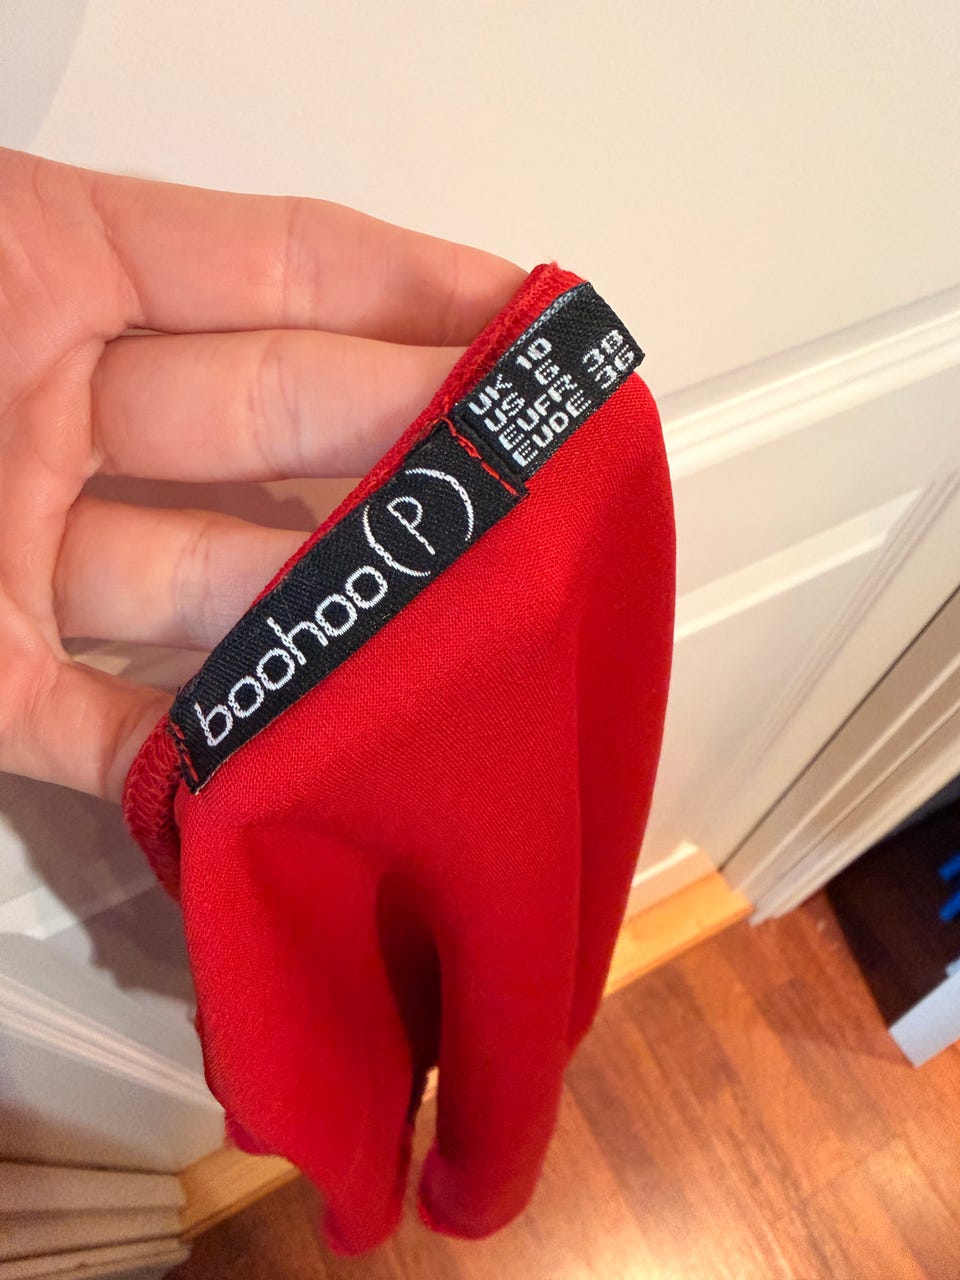 boohoo (P)
UK 10
US 6
EUFR 38
EUDE 36